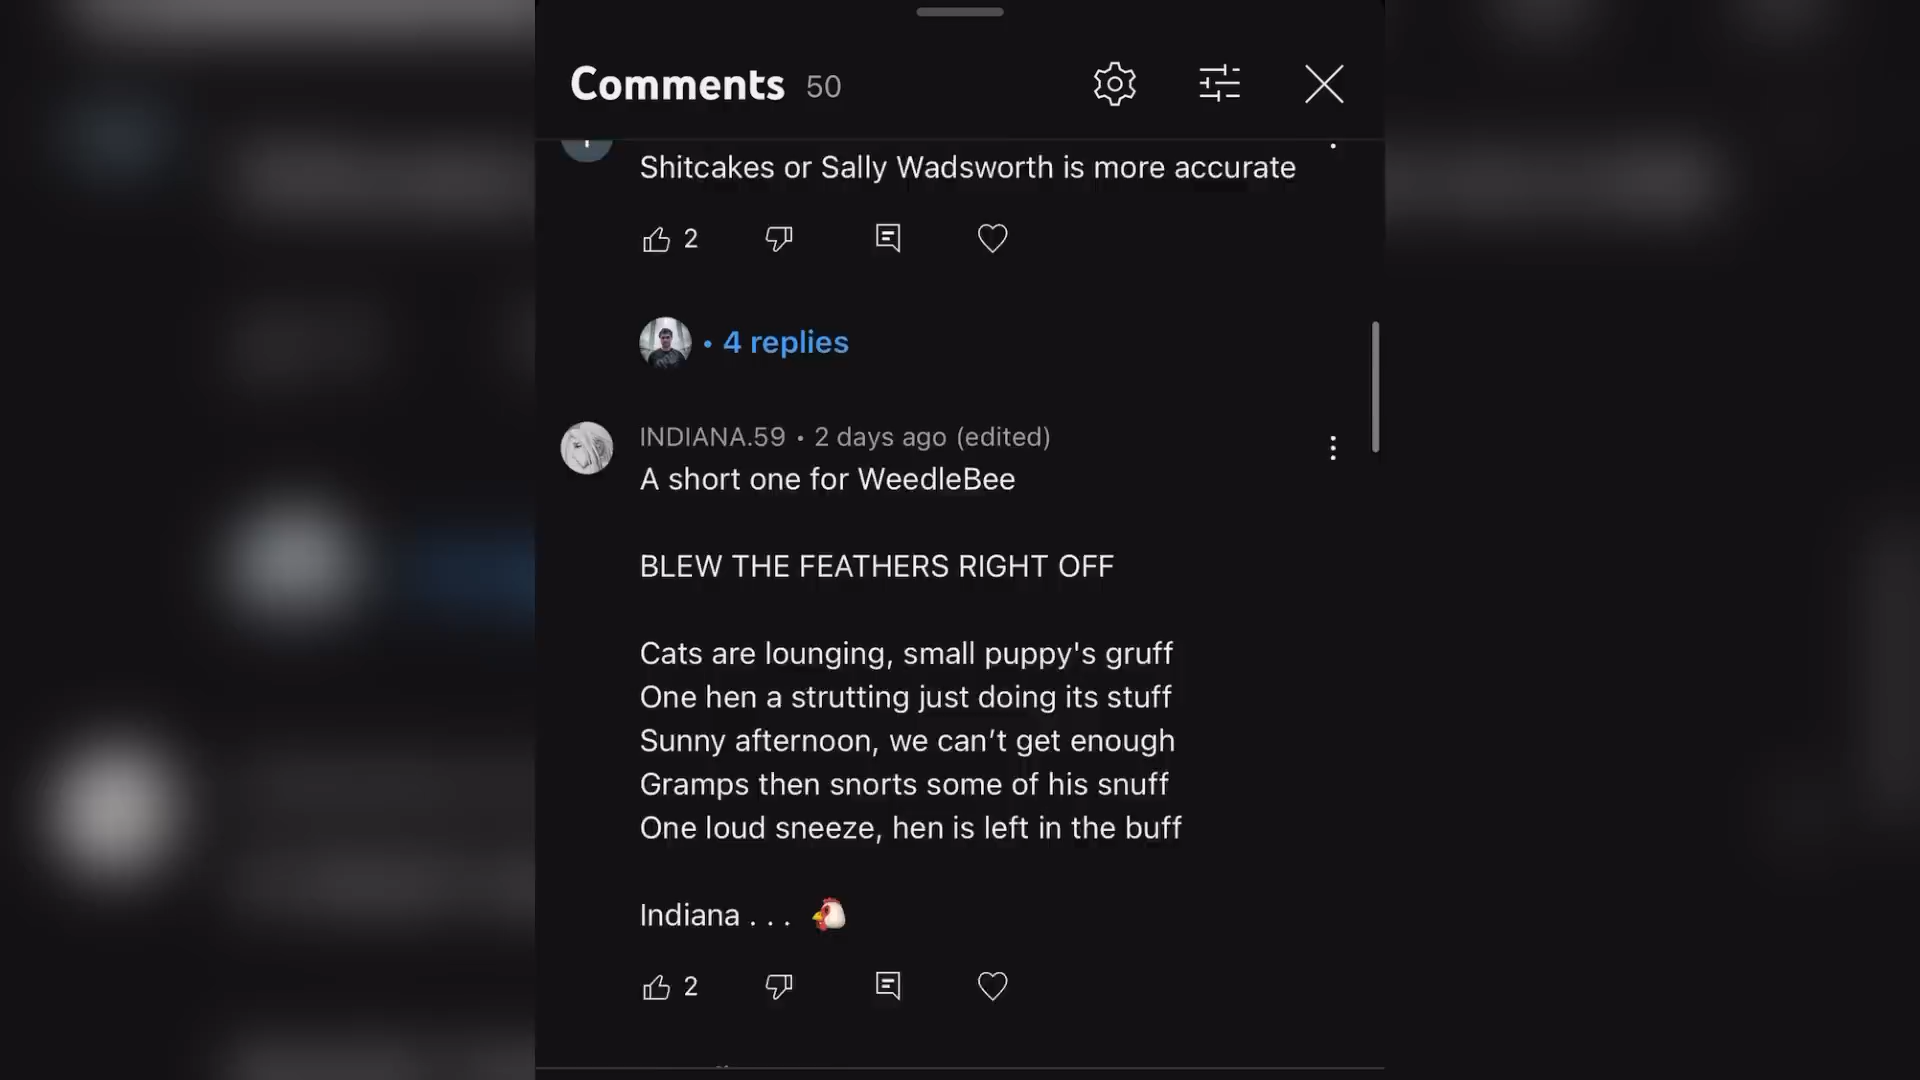 Comments 50
Shitcakes or Sally Wadsworth is more accurate
2
• 4 replies
INDIANA.59 • 2 days ago (edited)
A short one for WeedleBee
BLEW THE FEATHERS RIGHT OFF
Cats are lounging, small puppy's gruff
One hen a strutting just doing its stuff
Sunny afternoon, we can’t get enough
Gramps then snorts some of his snuff
One loud sneeze, hen is left in the buff
Indiana . . . 🐔
2